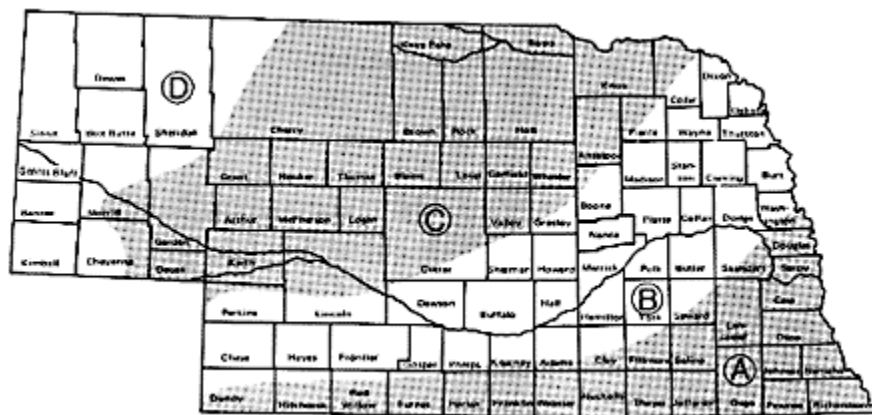 Keya Paha
Boyd
Dawes
D
Sioux
Box Butte
Sheridan
Cherry
Brown
Rock
Holt
Knox
Cedar
Dixon
Dakota
Pierce
Wayne
Thurston
Antelope
Scotts Bluff
Grant
Hooker
Thomas
Blaine
Loup
Garfield
Wheeler
Madison
Stanton
Cuming
Burt
Banner
Morrill
Garden
Arthur
McPherson
Logan
C
Custer
Valley
Greeley
Boone
Platte
Colfax
Dodge
Nance
Kimball
Cheyenne
Deuel
Keith
Sherman
Howard
Merrick
Polk
Butler
Saunders
Douglas
Sarpy
Perkins
Lincoln
Dawson
Buffalo
Hall
Hamilton
B
York
Seward
Cass
Chase
Hayes
Frontier
Gosper
Phelps
Kearney
Adams
Clay
Fillmore
Saline
A
Gage
Otoe
Johnson
Nemaha
Dundy
Hitchcock
Red
Willow
Furnas
Harlan
Franklin
Webster
Nuckolls
Thayer
Jefferson
Pawnee
Richardson